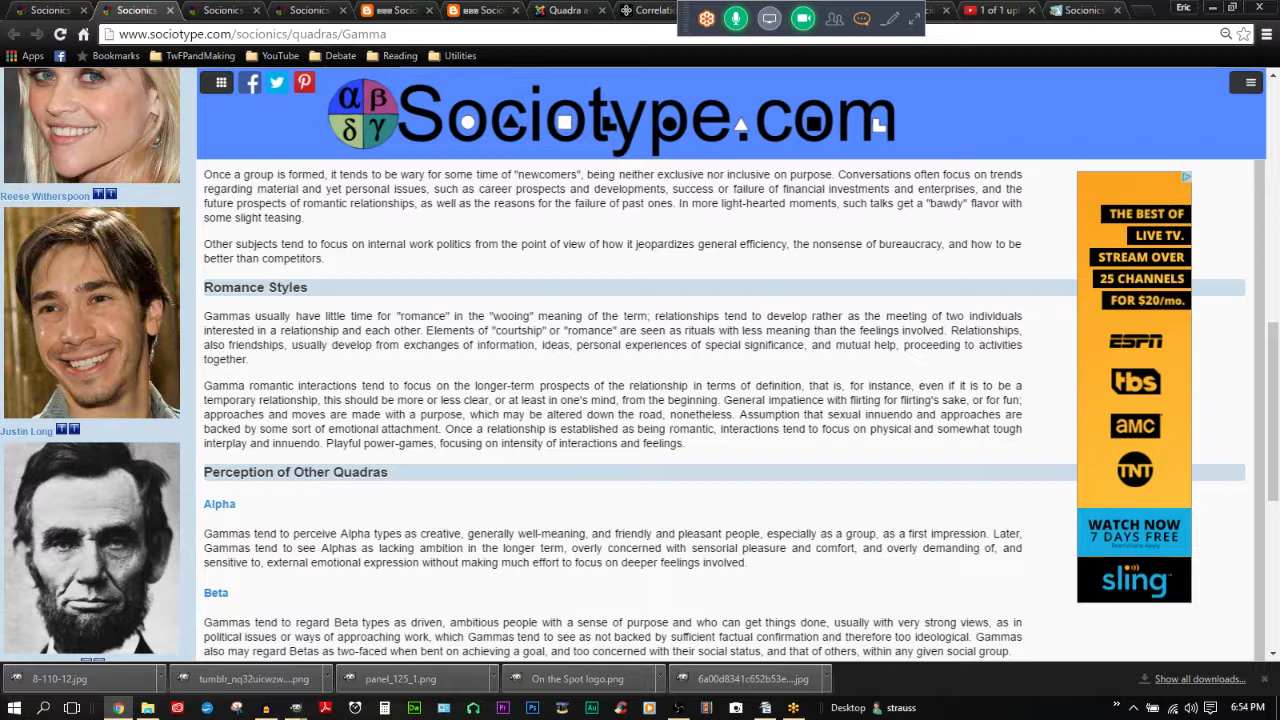 Socionics
Socionics
Socionics
Socionics
Socionics
Socionics
Quadra a
Correlatio
1 of 1 up
Socionics
Eric
www.sociotype.com/socionics/quadras/Gamma
Apps
Bookmarks
TwFPandMaking
YouTube
Debate
Reading
Utilities
α β
δ γ
Sociotype.com
Reese Witherspoon
Justin Long
Once a group is formed, it tends to be wary for some time of "newcomers", being neither exclusive nor inclusive on purpose. Conversations often focus on trends
regarding material and yet personal issues, such as career prospects and developments, success or failure of financial investments and enterprises, and the
future prospects of romantic relationships, as well as the reasons for the failure of past ones. In more light-hearted moments, such talks get a "bawdy" flavor with
some slight teasing.
Other subjects tend to focus on internal work politics from the point of view of how it jeopardizes general efficiency, the nonsense of bureaucracy, and how to be
better than competitors.
Romance Styles
Gammas usually have little time for "romance" in the "wooing" meaning of the term; relationships tend to develop rather as the meeting of two individuals
interested in a relationship and each other. Elements of "courtship" or "romance" are seen as rituals with less meaning than the feelings involved. Relationships,
also friendships, usually develop from exchanges of information, ideas, personal experiences of special significance, and mutual help, proceeding to activities
together.
Gamma romantic interactions tend to focus on the longer-term prospects of the relationship in terms of definition, that is, for instance, even if it is to be a
temporary relationship, this should be more or less clear, or at least in one's mind, from the beginning. General impatience with flirting for flirting's sake, or for fun;
approaches and moves are made with a purpose, which may be altered down the road, nonetheless. Assumption that sexual innuendo and approaches are
backed by some sort of emotional attachment. Once a relationship is established as being romantic, interactions tend to focus on physical and somewhat tough
interplay and innuendo. Playful power-games, focusing on intensity of interactions and feelings.
Perception of Other Quadras
Alpha
Gammas tend to perceive Alpha types as creative, generally well-meaning, and friendly and pleasant people, especially as a group, as a first impression. Later,
Gammas tend to see Alphas as lacking ambition in the longer term, overly concerned with sensorial pleasure and comfort, and overly demanding of, and
sensitive to, external emotional expression without making much effort to focus on deeper feelings involved.
Beta
Gammas tend to regard Beta types as driven, ambitious people with a sense of purpose and who can get things done, usually with very strong views, as in
political issues or ways of approaching work, which Gammas tend to see as not backed by sufficient factual confirmation and therefore too ideological. Gammas
also may regard Betas as two-faced when bent on achieving a goal, and too concerned with their social status, and that of others, within any given social group.
THE BEST OF
LIVE TV.
STREAM OVER
25 CHANNELS
FOR $20/mo.
ESPN
tbs
AMC
TNT
WATCH NOW
7 DAYS FREE
Restrictions Apply
sling
8-110-12.jpg
tumblr_nq32uicwzw....png
panel_125_1.png
On the Spot logo.png
6a00d8341c652b53e....jpg
Show all downloads...
Desktop
strauss
6:54 PM